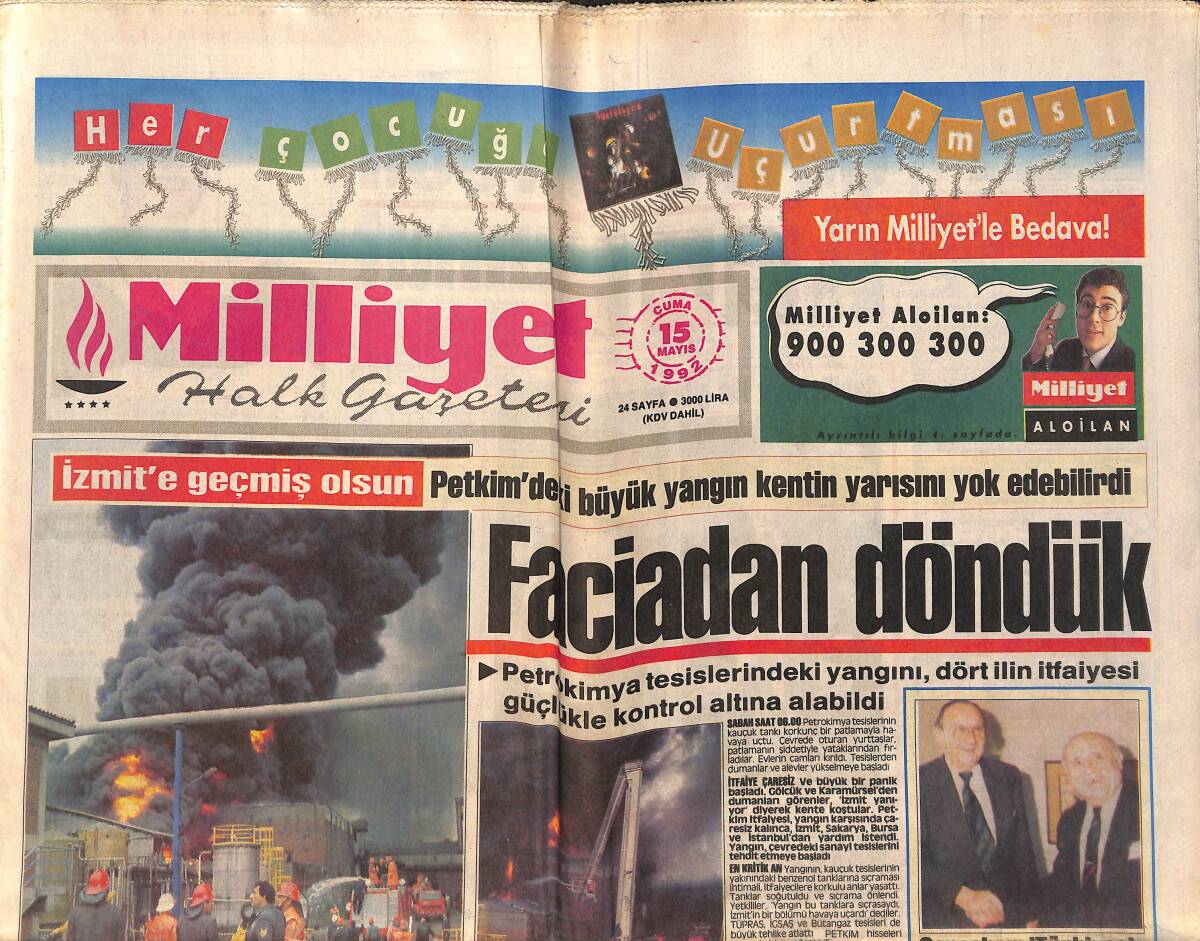 Her Çocuğa Uçurtması
Yarın Milliyet'le Bedava!
Milliyet
Halk Gazetesi
CUMA
15
MAYIS
1992
24 SAYFA ● 3000 LİRA
(KDV DAHİL)
Milliyet Aloilan:
900 300 300
Milliyet
ALOİLAN
Ayrıntılı bilgi 4. sayfada.
İzmit'e geçmiş olsun
Petkim'deki büyük yangın kentin yarısını yok edebilirdi
Faciadan döndük
▶ Petrokimya tesislerindeki yangını, dört ilin itfaiyesi
güçlükle kontrol altına alabildi
SABAH SAAT 06.00 Petrokimya tesislerinin
kauçuk tankı korkunç bir patlamayla ha-
vaya uçtu. Çevrede oturan yurttaşlar,
patlamanın şiddetiyle yataklarından fır-
ladılar. Evlerin camları kırıldı. Tesislerden
dumanlar ve alevler yükselmeye başladı
İTFAİYE ÇARESİZ Ve büyük bir panik
başladı. Gölcük ve Karamürsel'den
dumanları görenler, 'İzmit yanı-
yor' diyerek kente koştular. Pet-
kim itfaiyesi, yangın karşısında ça-
resiz kalınca, İzmit, Sakarya, Bursa
ve İstanbul'dan yardım istendi.
Yangın, çevredeki sanayi tesislerini
tehdit etmeye başladı
EN KRİTİK AN Yangının, kauçuk tesislerinin
yakınındaki benzenol tanklarına sıçraması
ihtimali, itfaiyecilere korkulu anlar yaşattı.
Tanklar soğutuldu ve sıçrama önlendi.
Yetkililer, 'Yangın bu tanklara sıçrasaydı,
İzmit'in bir bölümü havaya uçardı' dediler.
TÜPRAŞ, İGSAŞ ve Bütangaz tesisleri de
büyük tehlike atlattı PETKİM hisseleri